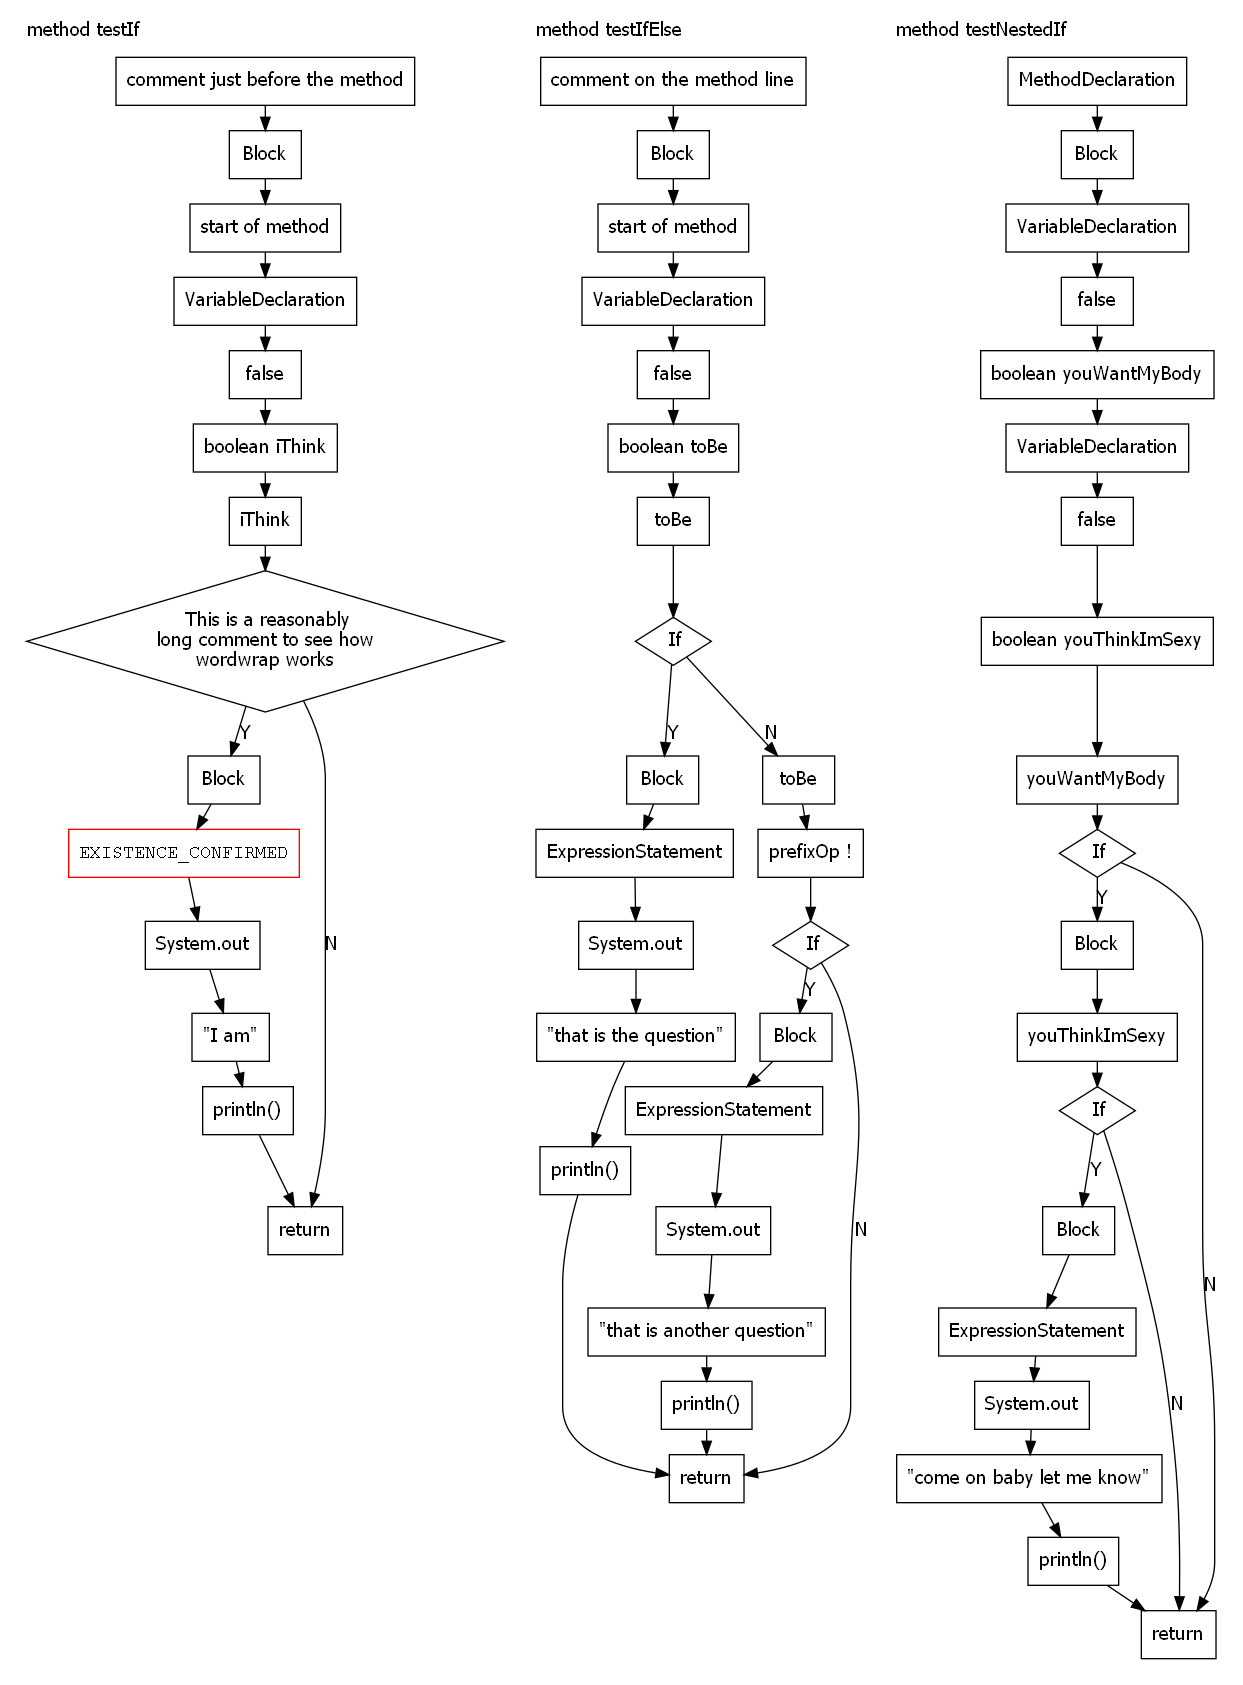 method testIf
comment just before the method
Block
start of method
VariableDeclaration
false
boolean iThink
iThink
This is a reasonably
long comment to see how
wordwrap works
Y
Block
EXISTENCE_CONFIRMED
System.out
N
"I am"
println()
return
method testIfElse
comment on the method line
Block
start of method
VariableDeclaration
false
boolean toBe
toBe
If
Y
N
Block
toBe
ExpressionStatement
prefixOp !
System.out
If
Y
"that is the question"
Block
ExpressionStatement
println()
System.out
N
"that is another question"
println()
return
method testNestedIf
MethodDeclaration
Block
VariableDeclaration
false
boolean youWantMyBody
VariableDeclaration
false
boolean youThinkImSexy
youWantMyBody
If
Y
Block
youThinkImSexy
If
Y
Block
N
ExpressionStatement
System.out
N
"come on baby let me know"
println()
return